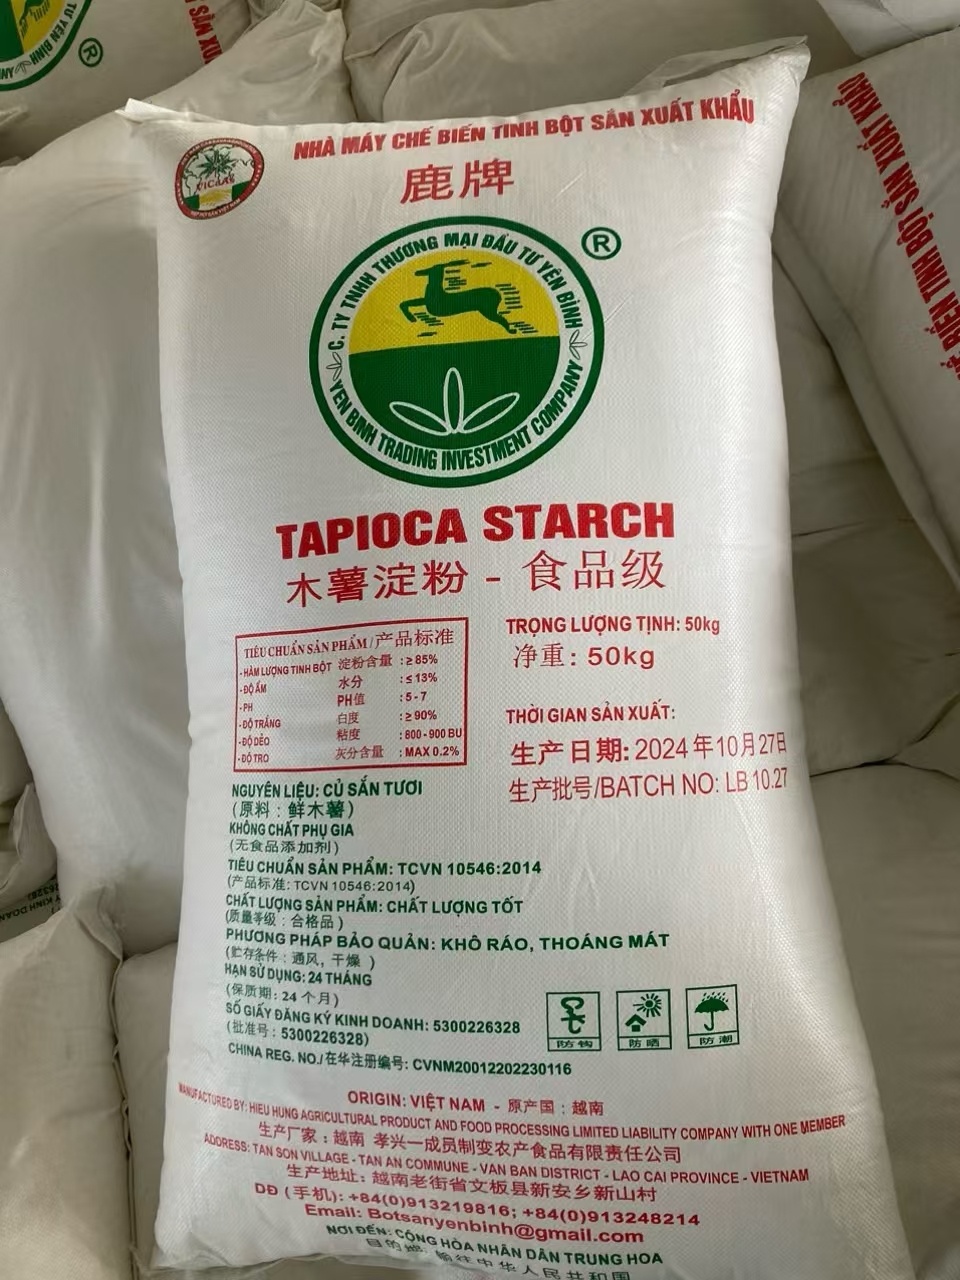 NHÀ MÁY CHẾ BIẾN TINH BỘT SẮN XUẤT KHẨU
VICAAS
鹿牌
®
C. TY TNHH THƯƠNG MẠI ĐẦU TƯ YÊN BÌNH
YEN BINH TRADING INVESTMENT COMPANY
TAPIOCA STARCH
木薯淀粉 - 食品级
TIÊU CHUẨN SẢN PHẨM / 产品标准
- HÀM LƯỢNG TINH BỘT 淀粉含量 : ≥ 85%
- ĐỘ ẨM 水分 : ≤ 13%
- PH PH值 : 5 - 7
- ĐỘ TRẮNG 白度 : ≥ 90%
- ĐỘ DẺO 粘度 : 800 - 900 BU
- ĐỘ TRO 灰分含量 : MAX 0.2%
TRỌNG LƯỢNG TỊNH: 50kg
净重: 50kg
THỜI GIAN SẢN XUẤT:
生产日期: 2024年10月27日
生产批号/BATCH NO: LB 10.27
NGUYÊN LIỆU: CỦ SẮN TƯƠI
(原料：鲜木薯)
KHÔNG CHẤT PHỤ GIA
(无食品添加剂)
TIÊU CHUẨN SẢN PHẨM: TCVN 10546:2014
(产品标准: TCVN 10546:2014)
CHẤT LƯỢNG SẢN PHẨM: CHẤT LƯỢNG TỐT
(质量等级：合格品)
PHƯƠNG PHÁP BẢO QUẢN: KHÔ RÁO, THOÁNG MÁT
(贮存条件：通风, 干燥 )
HẠN SỬ DỤNG: 24 THÁNG
(保质期: 24 个月)
SỐ GIẤY ĐĂNG KÝ KINH DOANH: 5300226328
(批准号: 5300226328)
CHINA REG. NO./在华注册编号: CVNM20012202230116
防钩
防晒
防潮
ORIGIN: VIỆT NAM - 原产国：越南
MANUFACTURED BY: HIEU HUNG AGRICULTURAL PRODUCT AND FOOD PROCESSING LIMITED LIABILITY COMPANY WITH ONE MEMBER
生产厂家：越南 孝兴一成员制变农产食品有限责任公司
ADDRESS: TAN SON VILLAGE - TAN AN COMMUNE - VAN BAN DISTRICT - LAO CAI PROVINCE - VIETNAM
生产地址: 越南老街省文板县新安乡新山村
DĐ (手机): +84(0)913219816; +84(0)913248214
Email: Botsanyenbinh@gmail.com
NƠI ĐẾN: CỘNG HÒA NHÂN DÂN TRUNG HOA
目的地: 输往中华人民共和国